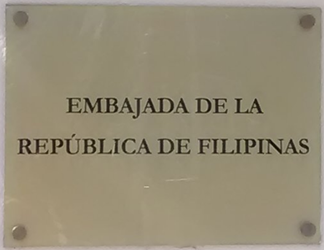 EMBAJADA DE LA
REPÚBLICA DE FILIPINAS